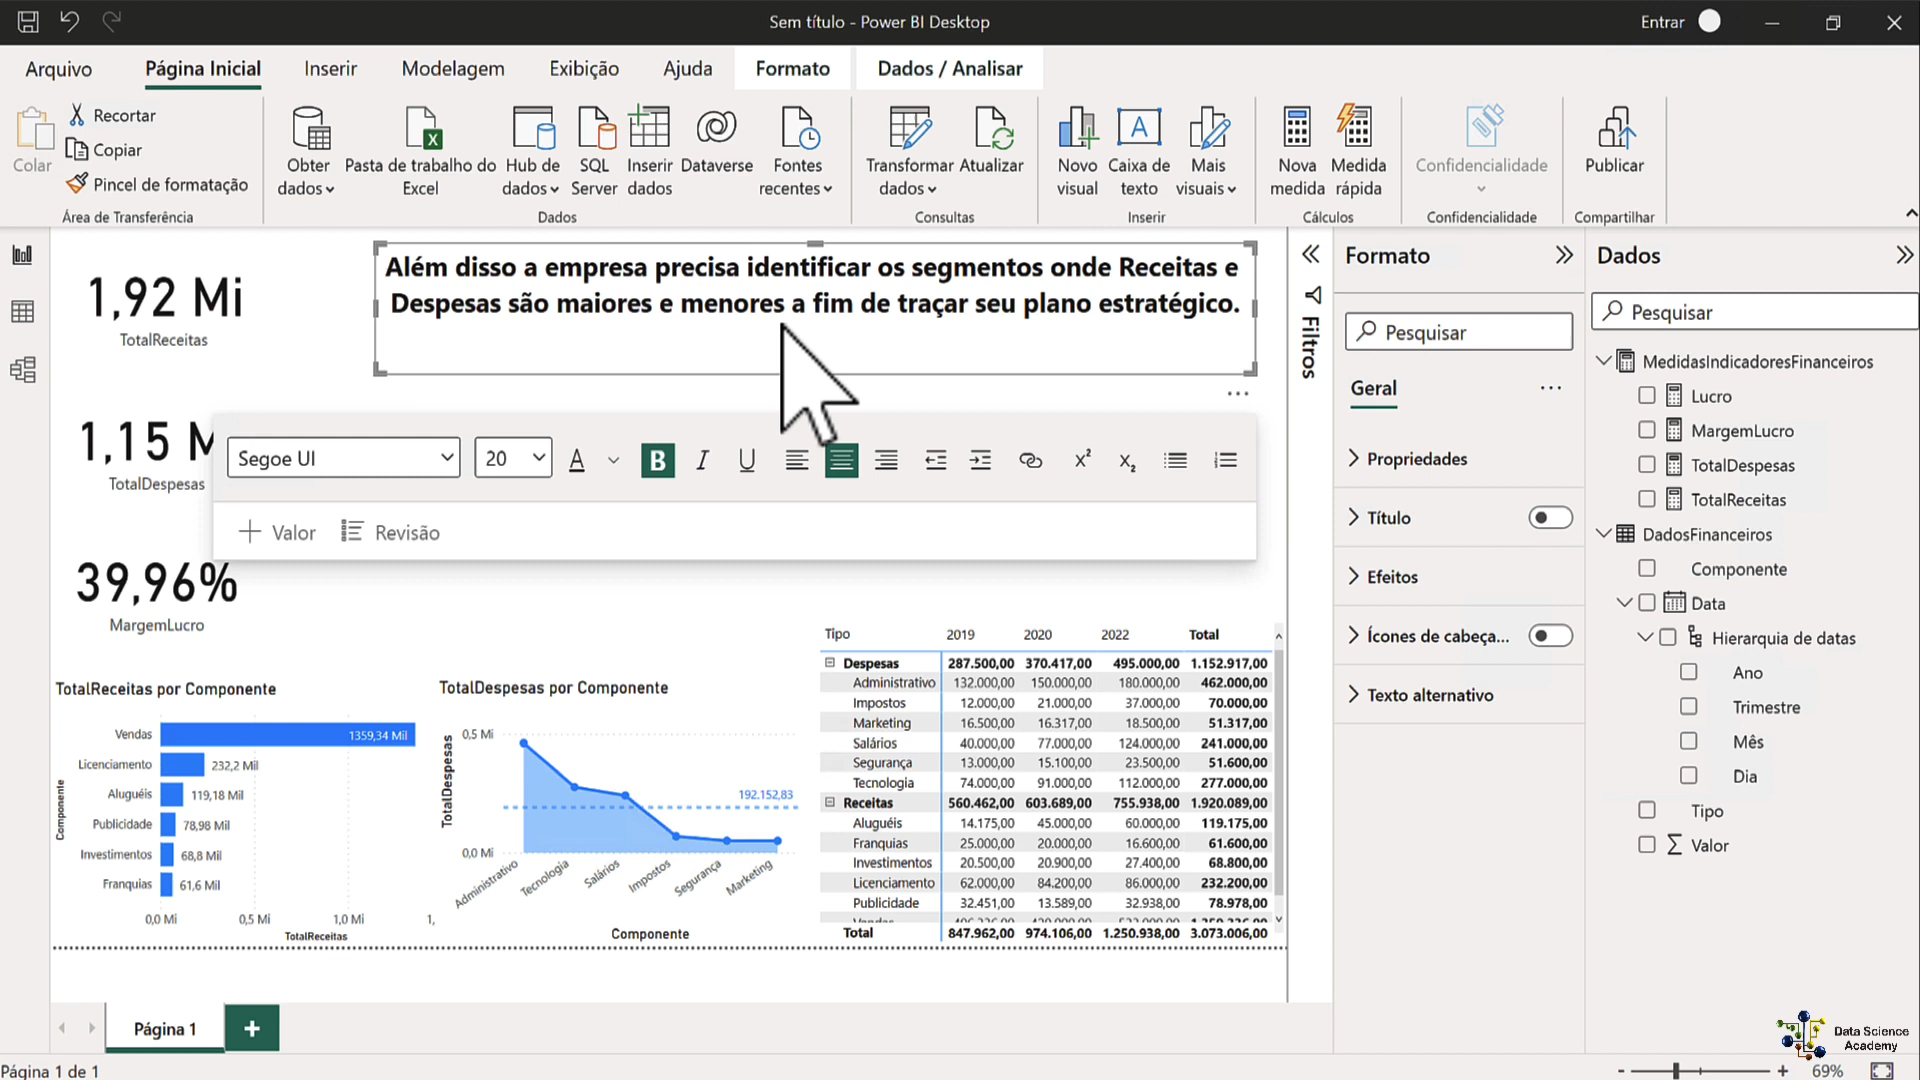 Sem título - Power BI Desktop
Entrar
Arquivo
Página Inicial
Inserir
Modelagem
Exibição
Ajuda
Formato
Dados / Analisar
Colar
Recortar
Copiar
Pincel de formatação
Área de Transferência
Obter dados
Pasta de trabalho do Excel
Hub de dados
SQL Server
Inserir dados
Dataverse
Fontes recentes
Dados
Transformar dados
Atualizar
Consultas
Novo visual
Caixa de texto
Mais visuais
Inserir
Nova medida
Medida rápida
Cálculos
Confidencialidade
Confidencialidade
Publicar
Compartilhar
1,92 Mi
TotalReceitas
Além disso a empresa precisa identificar os segmentos onde Receitas e
Despesas são maiores e menores a fim de traçar seu plano estratégico.
1,15 M
TotalDespesas
Segoe UI
20
A
B
I
U
x²
x₂
Valor
Revisão
39,96%
MargemLucro
TotalReceitas por Componente
Componente
Vendas 1359,34 Mil
Licenciamento 232,2 Mil
Aluguéis 119,18 Mil
Publicidade 78,98 Mil
Investimentos 68,8 Mil
Franquias 61,6 Mil
0,0 Mi 0,5 Mi 1,0 Mi 1,
TotalReceitas
TotalDespesas por Componente
TotalDespesas
0,5 Mi
192.152,83
0,0 Mi
Administrativo
Tecnologia
Salários
Impostos
Segurança
Marketing
Componente
Tipo 2019 2020 2022 Total
Despesas 287.500,00 370.417,00 495.000,00 1.152.917,00
Administrativo 132.000,00 150.000,00 180.000,00 462.000,00
Impostos 12.000,00 21.000,00 37.000,00 70.000,00
Marketing 16.500,00 16.317,00 18.500,00 51.317,00
Salários 40.000,00 77.000,00 124.000,00 241.000,00
Segurança 13.000,00 15.100,00 23.500,00 51.600,00
Tecnologia 74.000,00 91.000,00 112.000,00 277.000,00
Receitas 560.462,00 603.689,00 755.938,00 1.920.089,00
Aluguéis 14.175,00 45.000,00 60.000,00 119.175,00
Franquias 25.000,00 20.000,00 16.600,00 61.600,00
Investimentos 20.500,00 20.900,00 27.400,00 68.800,00
Licenciamento 62.000,00 84.200,00 86.000,00 232.200,00
Publicidade 32.451,00 13.589,00 32.938,00 78.978,00
Total 847.962,00 974.106,00 1.250.938,00 3.073.006,00
Filtros
Formato
Pesquisar
Geral
Propriedades
Título
Efeitos
Ícones de cabeça...
Texto alternativo
Dados
Pesquisar
MedidasIndicadoresFinanceiros
Lucro
MargemLucro
TotalDespesas
TotalReceitas
DadosFinanceiros
Componente
Data
Hierarquia de datas
Ano
Trimestre
Mês
Dia
Tipo
Valor
Página 1
Data Science
Academy
Página 1 de 1
69%